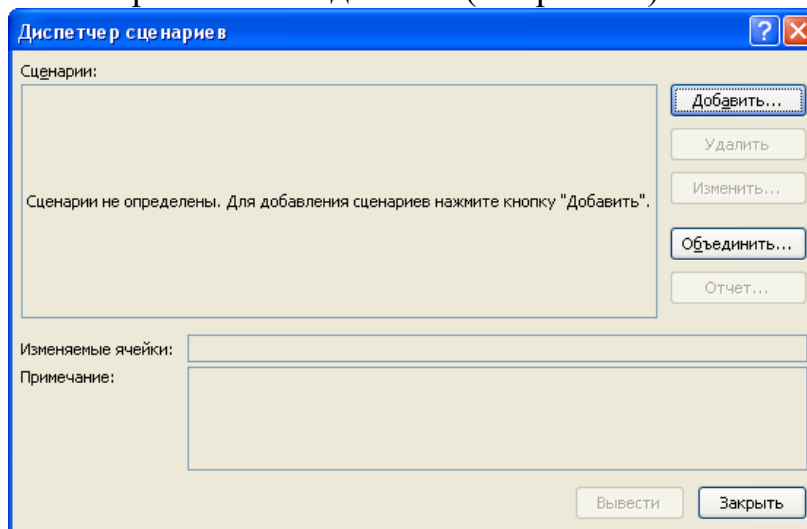 Диспетчер сценариев
Сценарии:
Добавить...
Удалить
Сценарии не определены. Для добавления сценариев нажмите кнопку "Добавить".
Изменить...
Объединить...
Отчет...
Изменяемые ячейки:
Примечание:
Вывести
Закрыть